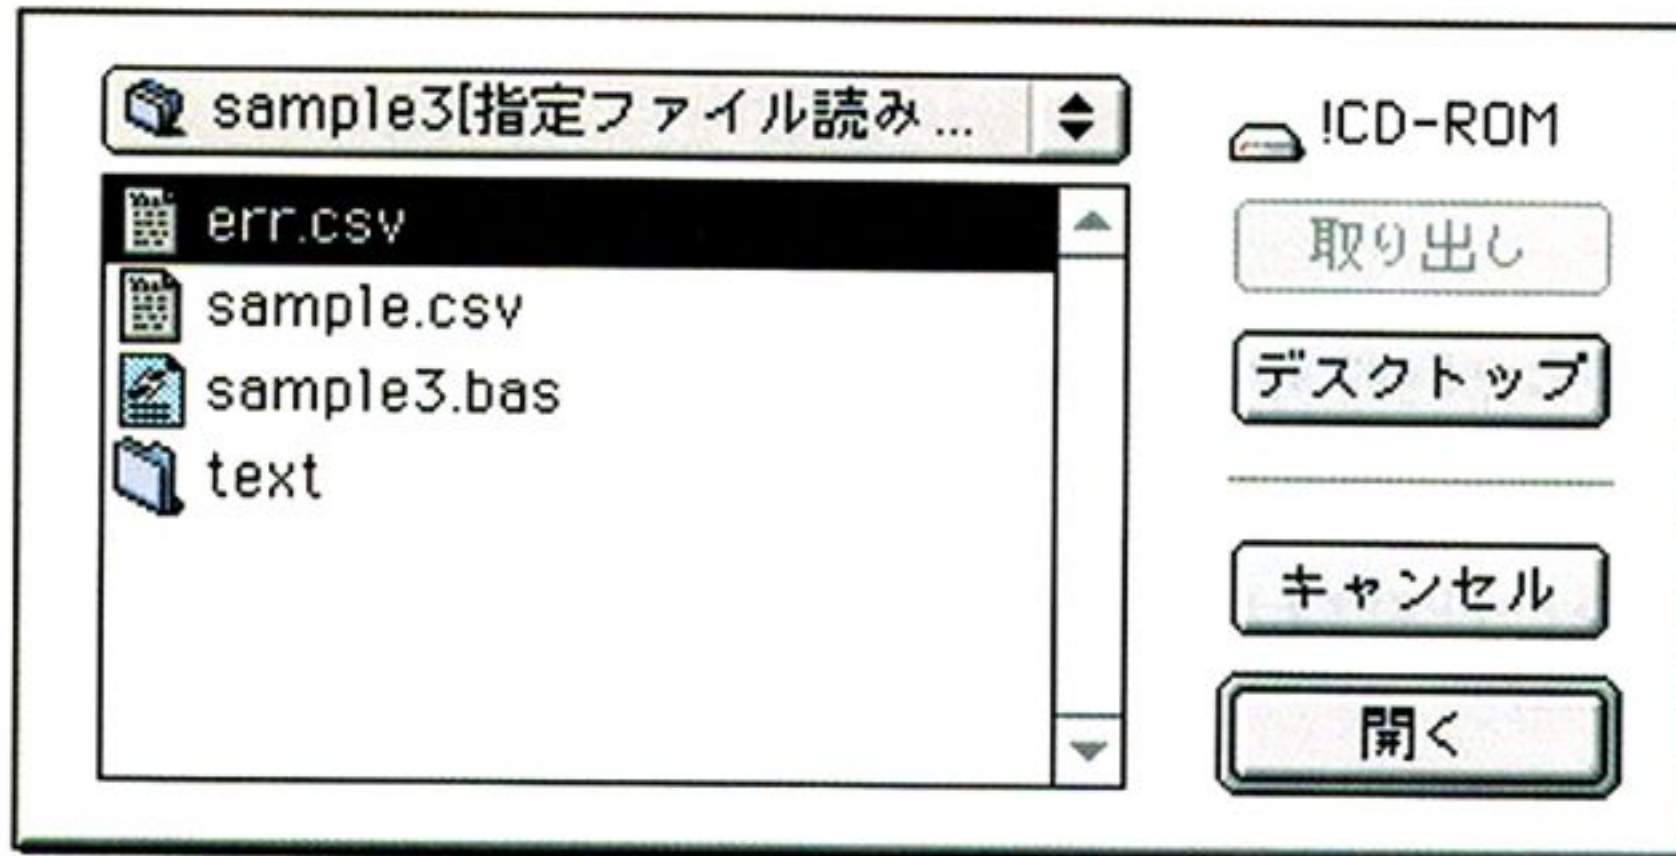 sample3[指定ファイル読み...
err.csv
sample.csv
sample3.bas
text
!CD-ROM
取り出し
デスクトップ
キャンセル
開く